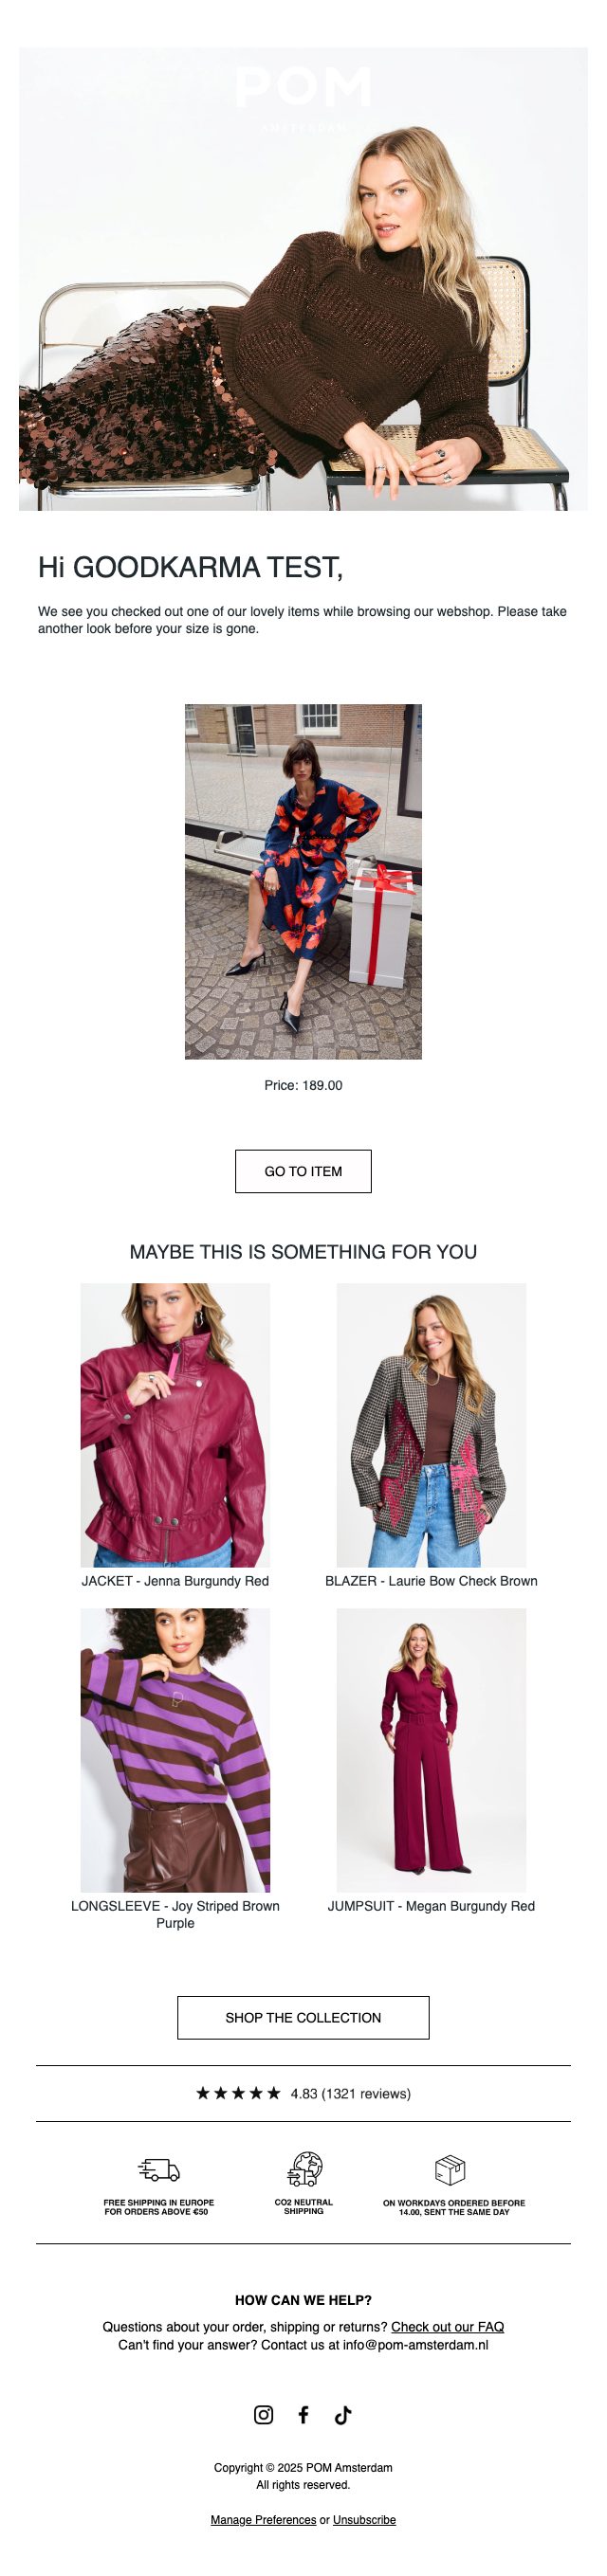 POM
AMSTERDAM
Hi GOODKARMA TEST,
We see you checked out one of our lovely items while browsing our webshop. Please take
another look before your size is gone.
Price: 189.00
GO TO ITEM
MAYBE THIS IS SOMETHING FOR YOU
JACKET - Jenna Burgundy Red
BLAZER - Laurie Bow Check Brown
LONGSLEEVE - Joy Striped Brown
Purple
JUMPSUIT - Megan Burgundy Red
SHOP THE COLLECTION
★★★★★ 4.83 (1321 reviews)
FREE SHIPPING IN EUROPE
FOR ORDERS ABOVE €50
CO2 NEUTRAL
SHIPPING
ON WORKDAYS ORDERED BEFORE
14.00, SENT THE SAME DAY
HOW CAN WE HELP?
Questions about your order, shipping or returns? Check out our FAQ
Can't find your answer? Contact us at info@pom-amsterdam.nl
Copyright © 2025 POM Amsterdam
All rights reserved.
Manage Preferences or Unsubscribe